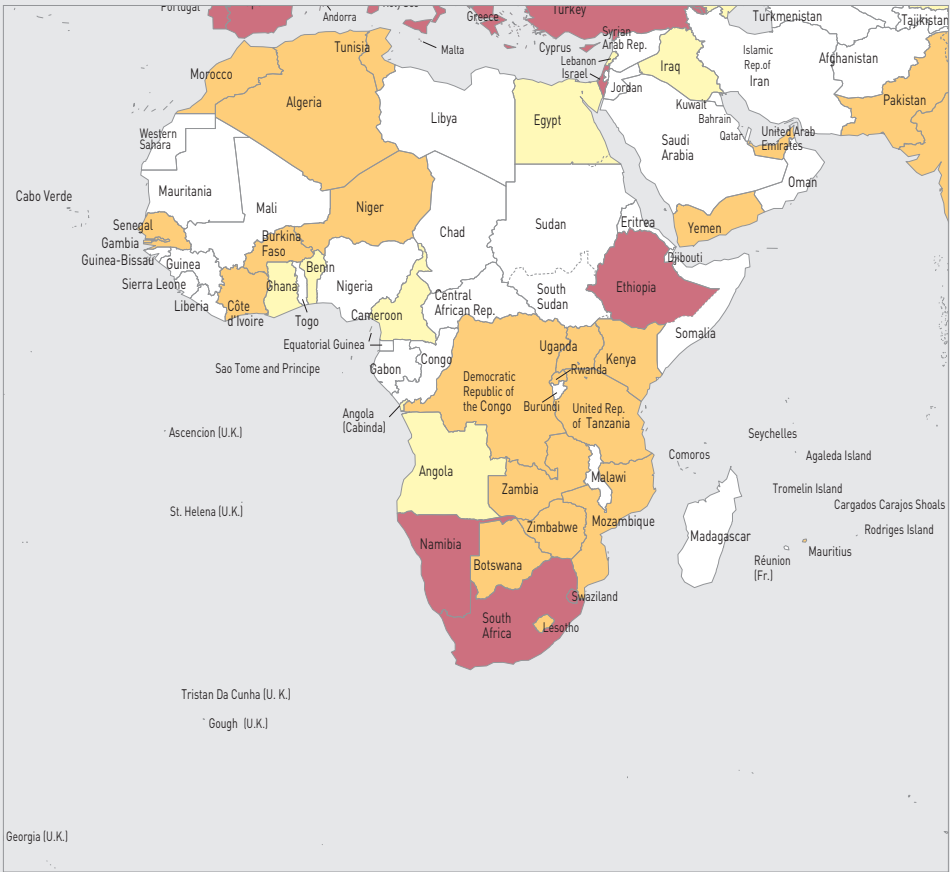 Portugal
Andorra
Greece
Turkey
Turkmenistan
Tajikistan
Tunisia
Malta
Cyprus
Syrian
Arab Rep.
Lebanon
Israel
Jordan
Iraq
Islamic
Rep.of
Iran
Afghanistan
Morocco
Algeria
Libya
Egypt
Kuwait
Bahrain
Qatar
Pakistan
Western
Sahara
Saudi
Arabia
United Arab
Emirates
Oman
Cabo Verde
Mauritania
Mali
Niger
Chad
Sudan
Eritrea
Yemen
Senegal
Gambia
Guinea-Bissau
Guinea
Sierra Leone
Liberia
Burkina
Faso
Côte
d'Ivoire
Ghana
Togo
Benin
Nigeria
Cameroon
Central
African Rep.
South
Sudan
Ethiopia
Djibouti
Somalia
Equatorial Guinea
Sao Tome and Principe
Gabon
Congo
Democratic
Republic of
the Congo
Uganda
Kenya
Rwanda
Burundi
United Rep.
of Tanzania
Angola
(Cabinda)
Ascencion (U.K.)
Seychelles
Comoros
Agaleda Island
Angola
Zambia
Malawi
Tromelin Island
Cargados Carajos Shoals
St. Helena (U.K.)
Mozambique
Zimbabwe
Madagascar
Rodriges Island
Mauritius
Réunion
(Fr.)
Namibia
Botswana
Swaziland
South
Africa
Lesotho
Tristan Da Cunha (U. K.)
Gough (U.K.)
Georgia (U.K.)